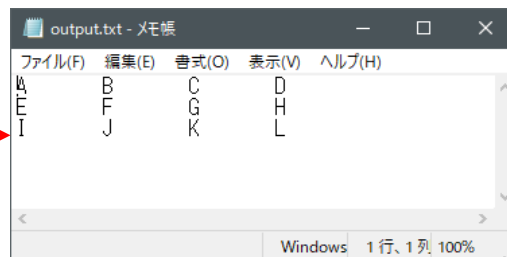 output.txt - メモ帳
ファイル(F) 編集(E) 書式(O) 表示(V) ヘルプ(H)
A B C D
E F G H
I J K L
Windows 1 行、1 列 100%